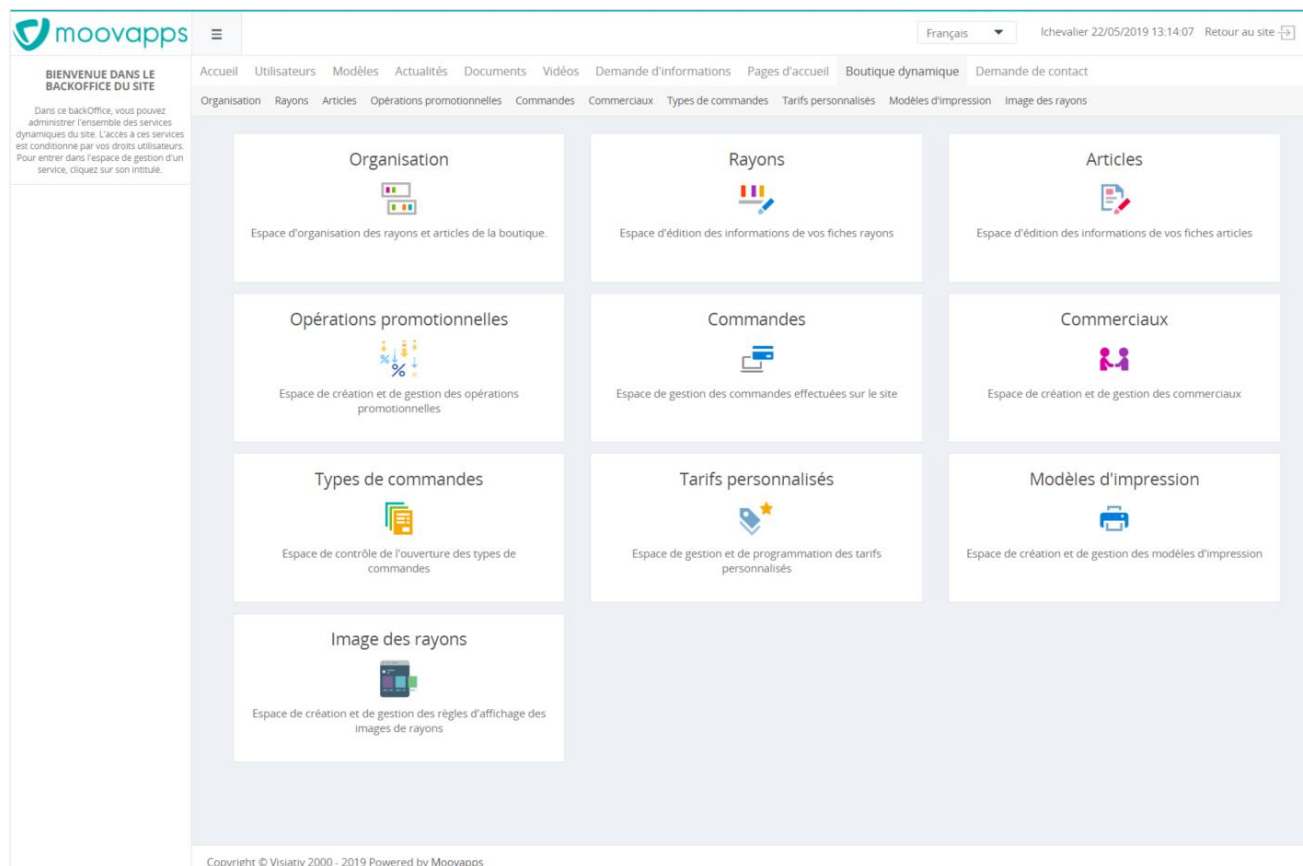 moovapps
Français
lchevalier 22/05/2019 13:14:07 Retour au site
BIENVENUE DANS LE
BACKOFFICE DU SITE
Dans ce backOffice, vous pouvez
administrer l'ensemble des services
dynamiques du site. L'accès à ces services
est conditionné par vos droits utilisateurs.
Pour entrer dans l'espace de gestion d'un
service, cliquez sur son intitulé.
Accueil Utilisateurs Modèles Actualités Documents Vidéos Demande d'informations Pages d'accueil Boutique dynamique Demande de contact
Organisation Rayons Articles Opérations promotionnelles Commandes Commerciaux Types de commandes Tarifs personnalisés Modèles d'impression Image des rayons
Organisation
Espace d'organisation des rayons et articles de la boutique.
Rayons
Espace d'édition des informations de vos fiches rayons
Articles
Espace d'édition des informations de vos fiches articles
Opérations promotionnelles
Espace de création et de gestion des opérations
promotionnelles
Commandes
Espace de gestion des commandes effectuées sur le site
Commerciaux
Espace de création et de gestion des commerciaux
Types de commandes
Espace de contrôle de l'ouverture des types de
commandes
Tarifs personnalisés
Espace de gestion et de programmation des tarifs
personnalisés
Modèles d'impression
Espace de création et de gestion des modèles d'impression
Image des rayons
Espace de création et de gestion des règles d'affichage des
images de rayons
Copyright © Visiativ 2000 - 2019 Powered by Moovapps